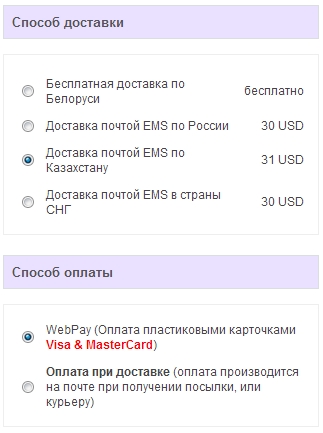 Способ доставки
Бесплатная доставка по
Белоруси
бесплатно
Доставка почтой EMS по России 30 USD
Доставка почтой EMS по
Казахстану
31 USD
Доставка почтой EMS в страны
СНГ
30 USD
Способ оплаты
WebPay (Оплата пластиковыми карточками
Visa & MasterCard)
Оплата при доставке (оплата производится
на почте при получении посылки, или
курьеру)